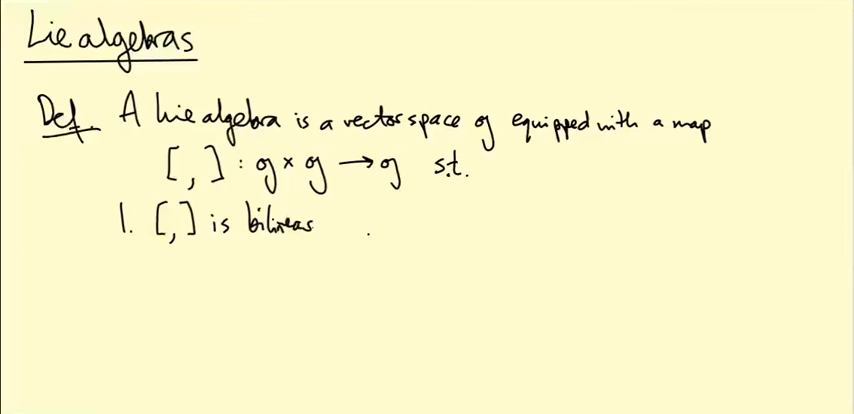 Lie algebras
Def. A Lie algebra is a vector space 𝔤 equipped with a map
[ , ] : 𝔤 × 𝔤 → 𝔤 s.t.
1. [ , ] is bilinear